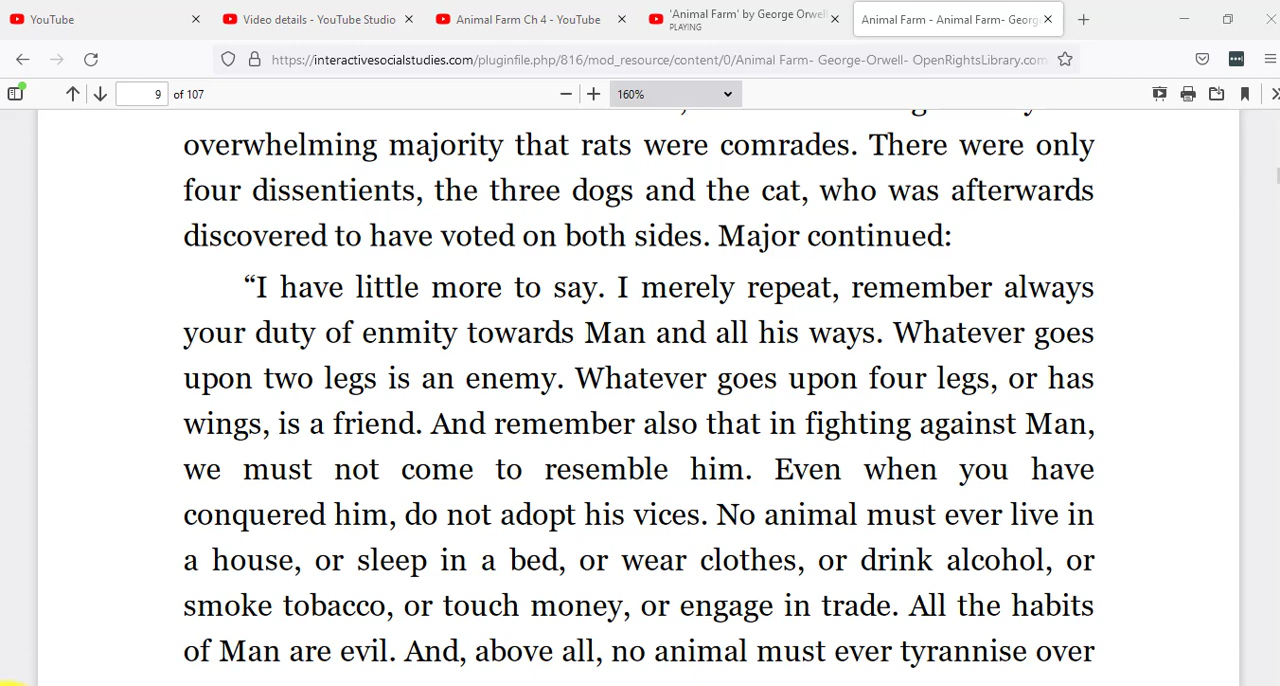 YouTube
Video details - YouTube Studio
Animal Farm Ch 4 - YouTube
'Animal Farm' by George Orwel
PLAYING
Animal Farm - Animal Farm- Georg
https://interactivesocialstudies.com/pluginfile.php/816/mod_resource/content/0/Animal Farm- George-Orwell- OpenRightsLibrary.com
9 of 107
160%
overwhelming majority that rats were comrades. There were only
four dissentients, the three dogs and the cat, who was afterwards
discovered to have voted on both sides. Major continued:
“I have little more to say. I merely repeat, remember always
your duty of enmity towards Man and all his ways. Whatever goes
upon two legs is an enemy. Whatever goes upon four legs, or has
wings, is a friend. And remember also that in fighting against Man,
we must not come to resemble him. Even when you have
conquered him, do not adopt his vices. No animal must ever live in
a house, or sleep in a bed, or wear clothes, or drink alcohol, or
smoke tobacco, or touch money, or engage in trade. All the habits
of Man are evil. And, above all, no animal must ever tyrannise over